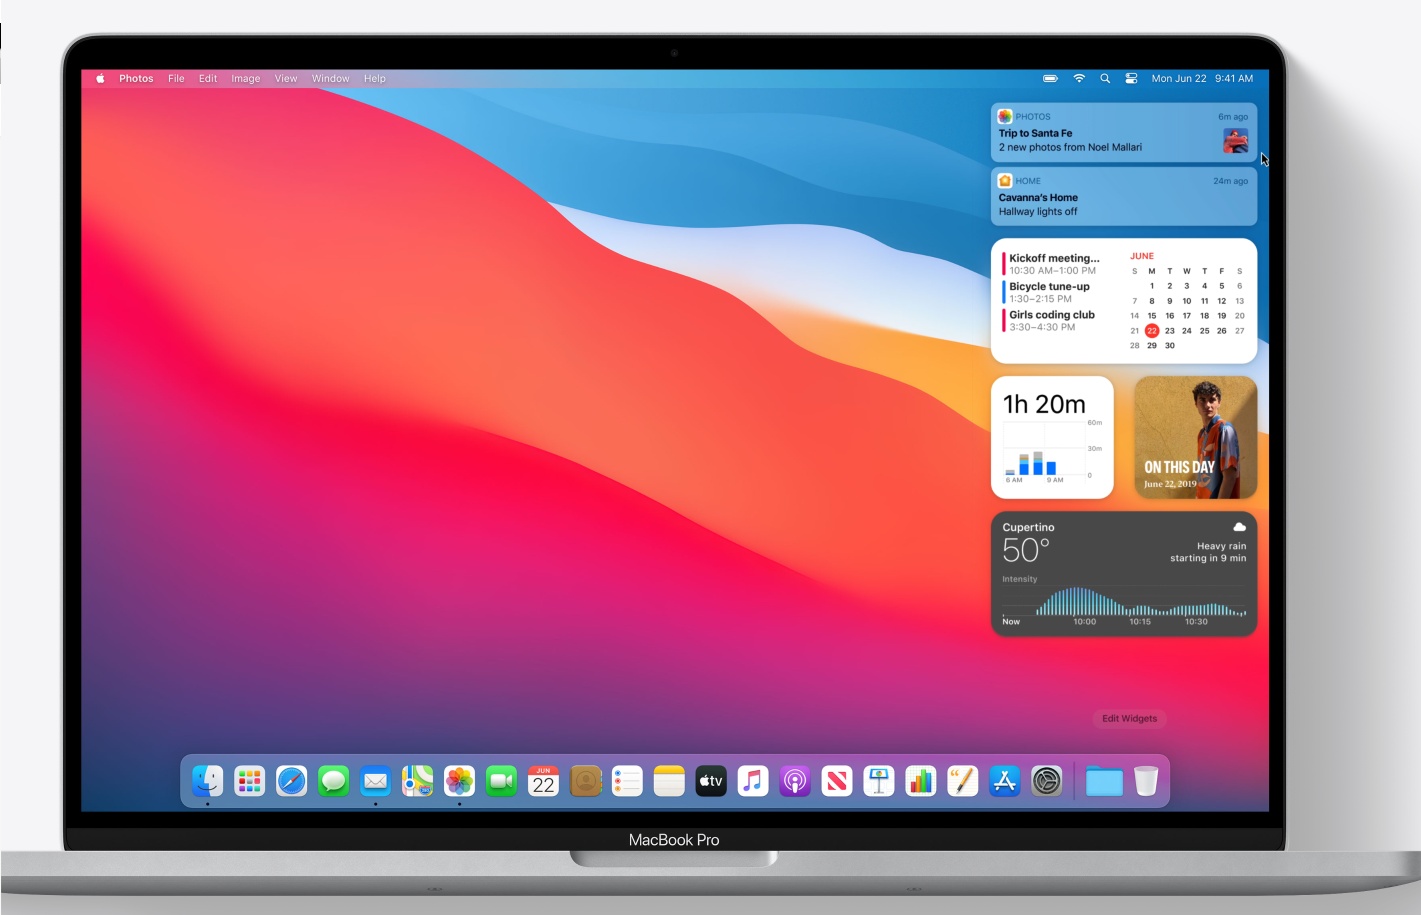 Photos File Edit Image View Window Help
Mon Jun 22 9:41 AM
PHOTOS 6m ago
Trip to Santa Fe
2 new photos from Noel Mallari
HOME 24m ago
Cavanna's Home
Hallway lights off
Kickoff meeting...
10:30 AM–1:00 PM
Bicycle tune-up
1:30–2:15 PM
Girls coding club
3:30–4:30 PM
JUNE
S M T W T F S
1 2 3 4 5 6
7 8 9 10 11 12 13
14 15 16 17 18 19 20
21 22 23 24 25 26 27
28 29 30
1h 20m
60m
30m
0
6 AM 9 AM
ON THIS DAY
June 22, 2019
Cupertino
50°
Heavy rain
starting in 9 min
Intensity
Now 10:00 10:15 10:30
Edit Widgets
JUN
22
tv
MacBook Pro